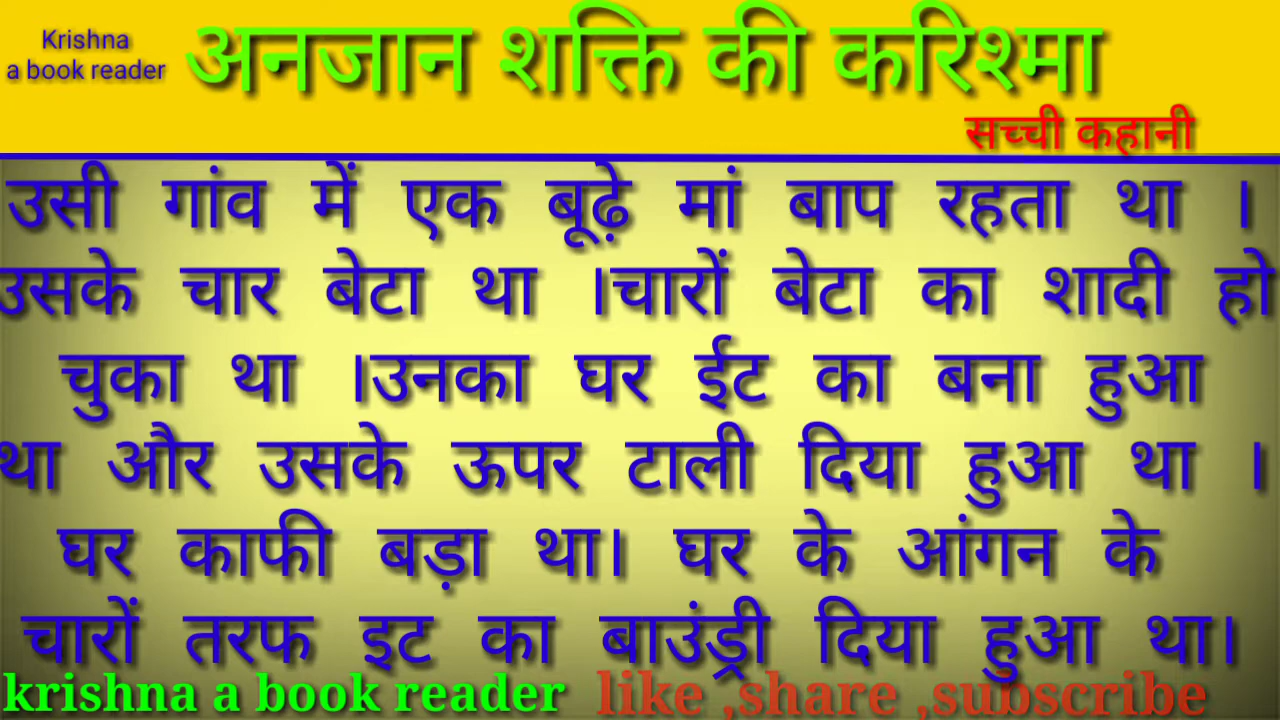 Krishna
a book reader
अनजान शक्ति की करिश्मा
सच्ची कहानी
उसी गांव में एक बूढ़े मां बाप रहता था ।
उसके चार बेटा था ।चारों बेटा का शादी हो
चुका था ।उनका घर ईट का बना हुआ
था और उसके ऊपर टाली दिया हुआ था ।
घर काफी बड़ा था। घर के आंगन के
चारों तरफ इट का बाउंड्री दिया हुआ था।
krishna a book reader like ,share ,subscribe